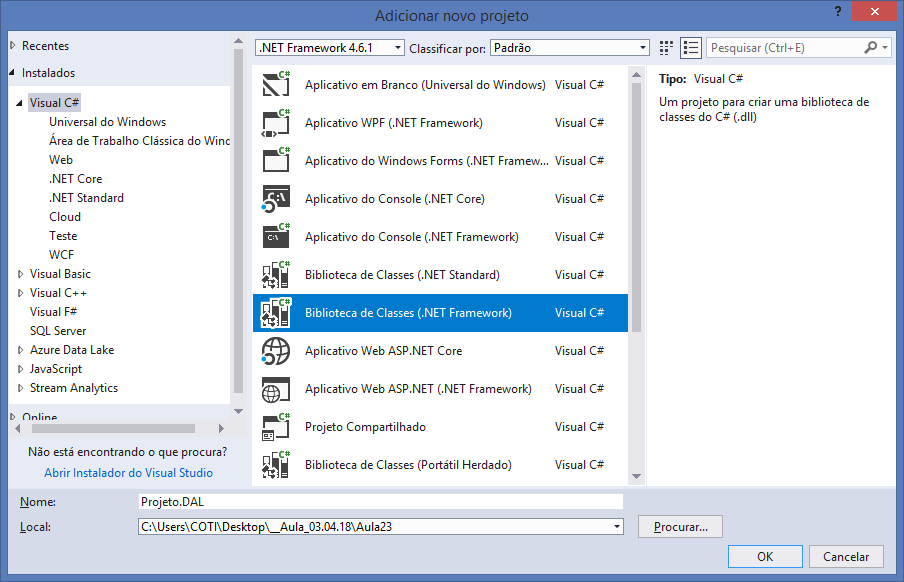 Adicionar novo projeto
?
Recentes
Instalados
Visual C#
Universal do Windows
Área de Trabalho Clássica do Wind
Web
.NET Core
.NET Standard
Cloud
Teste
WCF
Visual Basic
Visual C++
Visual F#
SQL Server
Azure Data Lake
JavaScript
Stream Analytics
Online
Não está encontrando o que procura?
Abrir Instalador do Visual Studio
.NET Framework 4.6.1 Classificar por: Padrão
Pesquisar (Ctrl+E)
C# Aplicativo em Branco (Universal do Windows) Visual C#
C# Aplicativo WPF (.NET Framework) Visual C#
C# Aplicativo do Windows Forms (.NET Framew... Visual C#
C# C:\ Aplicativo do Console (.NET Core) Visual C#
C# C:\ Aplicativo do Console (.NET Framework) Visual C#
C# Biblioteca de Classes (.NET Standard) Visual C#
C# Biblioteca de Classes (.NET Framework) Visual C#
C# Aplicativo Web ASP.NET Core Visual C#
C# Aplicativo Web ASP.NET (.NET Framework) Visual C#
C# Projeto Compartilhado Visual C#
C# Biblioteca de Classes (Portátil Herdado) Visual C#
Tipo: Visual C#
Um projeto para criar uma biblioteca de
classes do C# (.dll)
Nome: Projeto.DAL
Local: C:\Users\COTI\Desktop\__Aula_03.04.18\Aula23
Procurar...
OK Cancelar